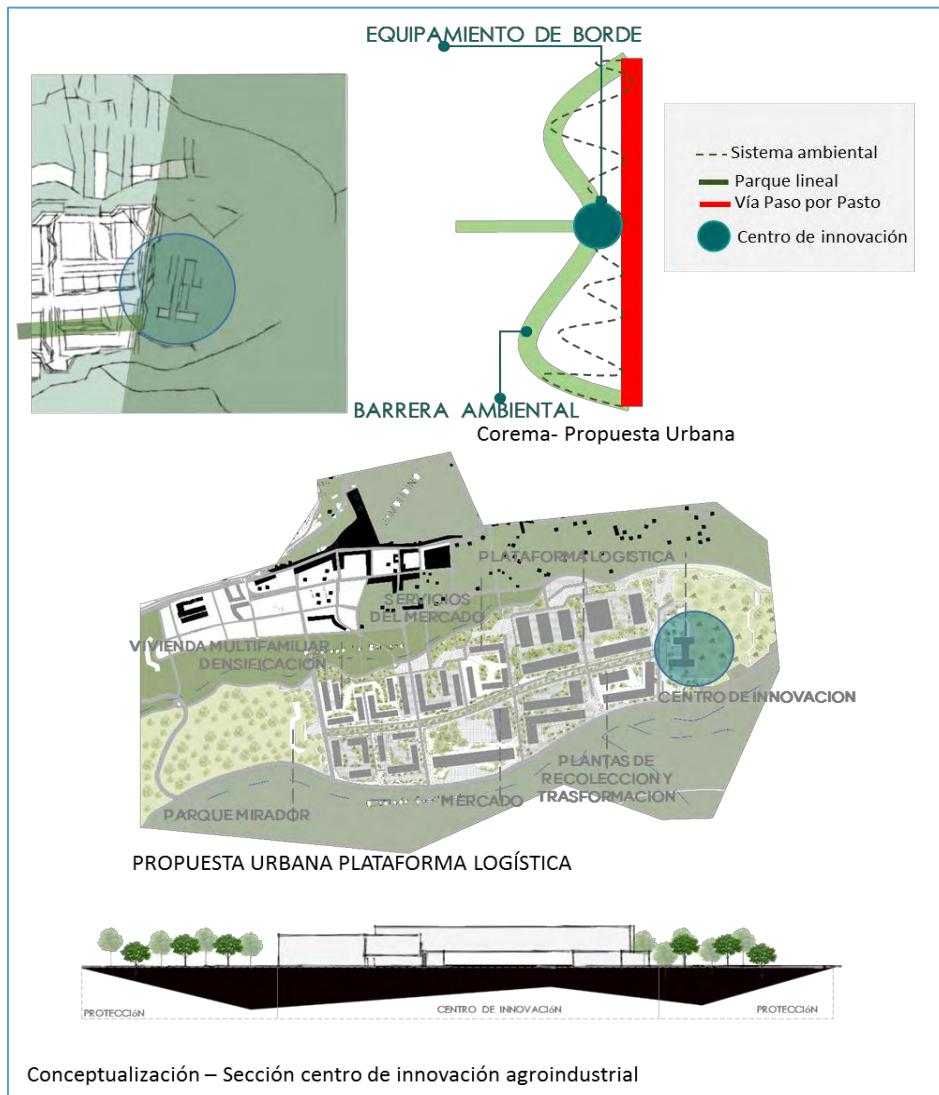 EQUIPAMIENTO DE BORDE
Sistema ambiental
Parque lineal
Vía Paso por Pasto
Centro de innovación
BARRERA AMBIENTAL
Corema- Propuesta Urbana
PLATAFORMA LOGISTICA
SERVICIOS
DEL MERCADO
VIVIENDA MULTIFAMILIAR
DENSIFICACIÓN
CENTRO DE INNOVACION
PLANTAS DE
RECOLECCION Y
TRASFORMACION
MERCADO
PARQUE MIRADOR
PROPUESTA URBANA PLATAFORMA LOGÍSTICA
PROTECCIÓN
CENTRO DE INNOVACIÓN
PROTECCIÓN
Conceptualización – Sección centro de innovación agroindustrial